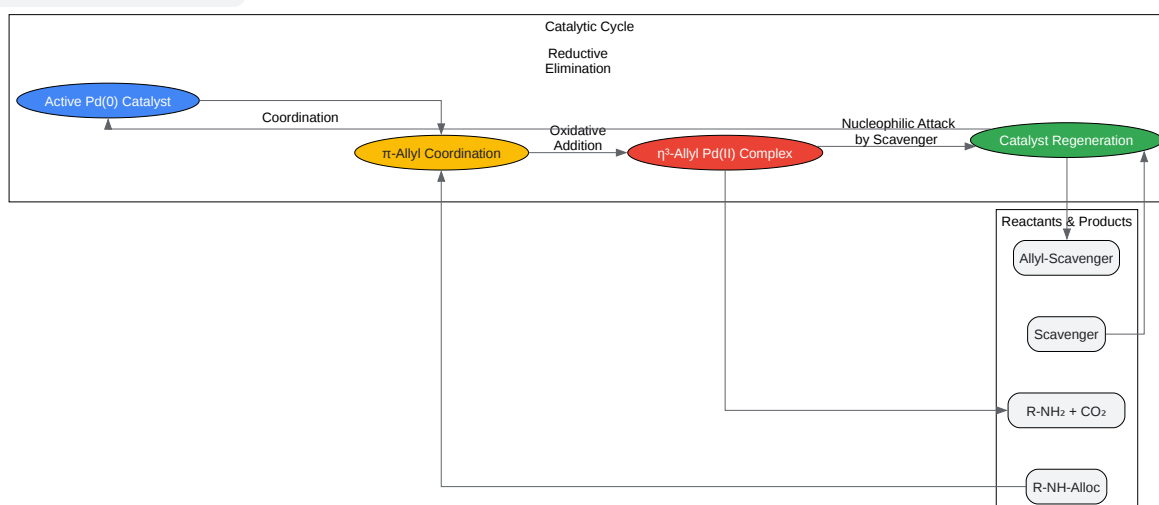 Catalytic Cycle
Reductive
Elimination
Active Pd(0) Catalyst
Coordination
π-Allyl Coordination
Oxidative
Addition
η³-Allyl Pd(II) Complex
Nucleophilic Attack
by Scavenger
Catalyst Regeneration
Reactants & Products
Allyl-Scavenger
Scavenger
R-NH₂ + CO₂
R-NH-Alloc